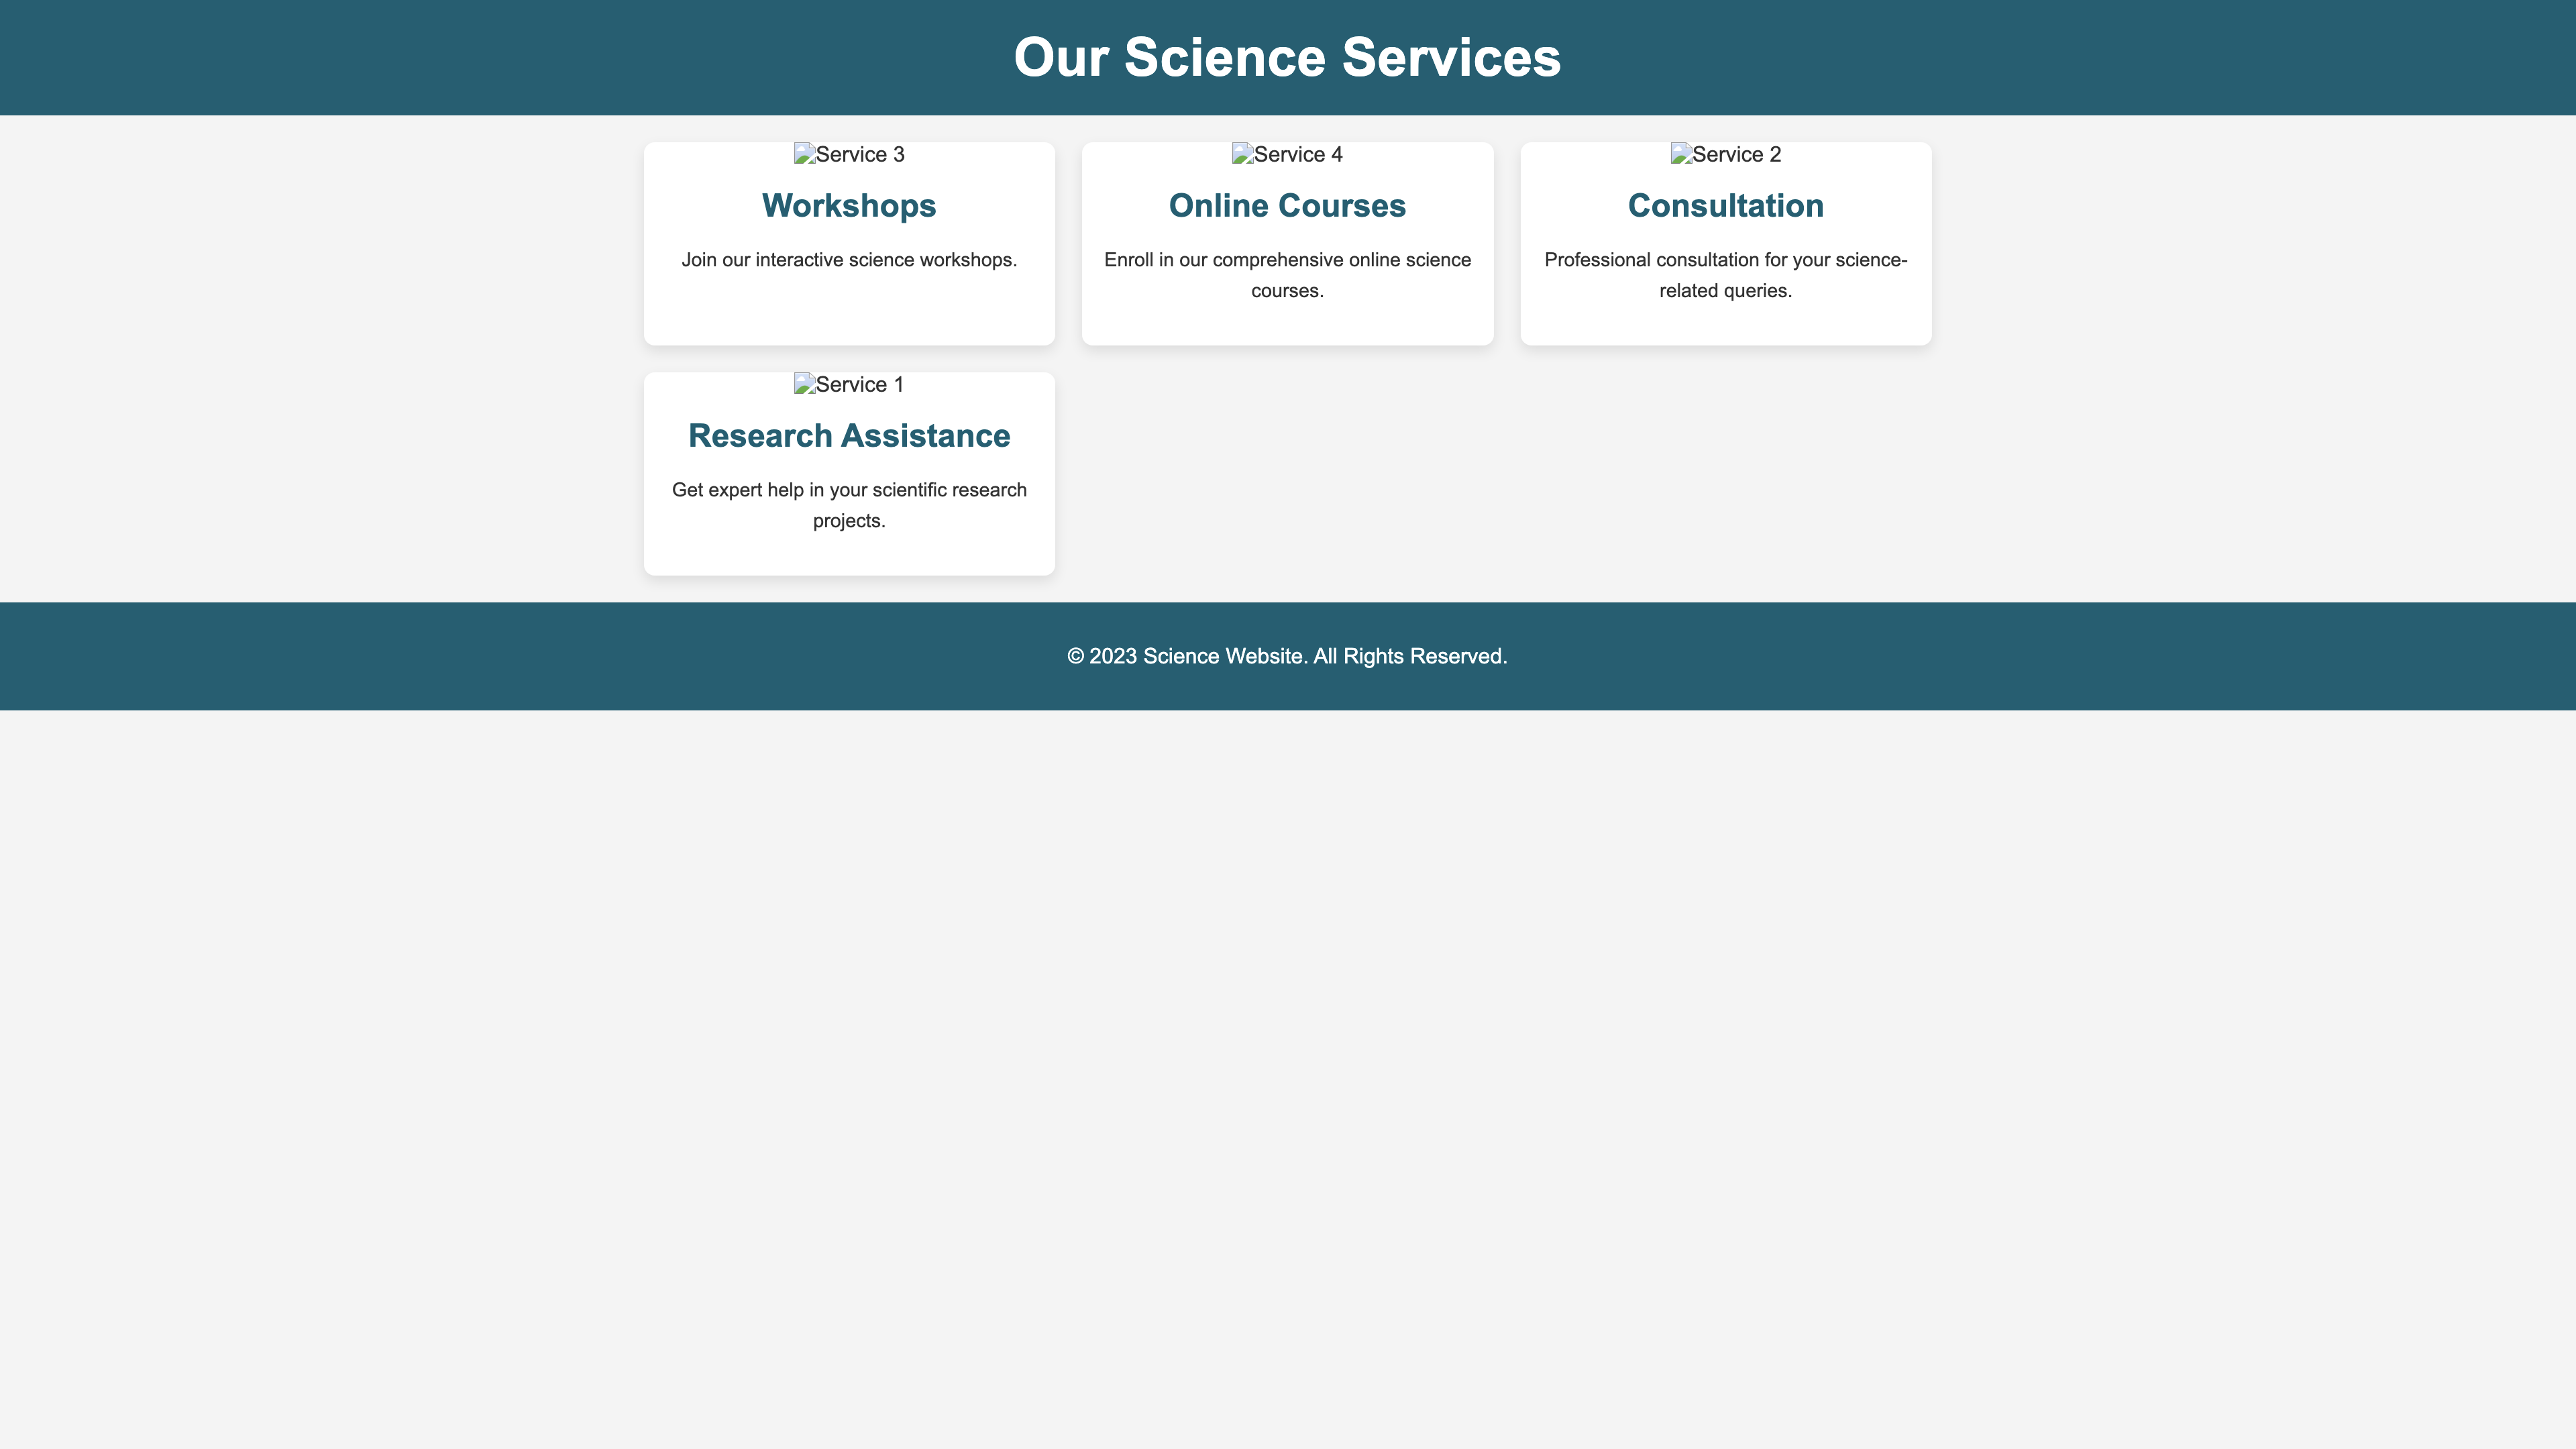 Our Science Services
Service 3
Workshops
Join our interactive science workshops.
Service 4
Online Courses
Enroll in our comprehensive online science
courses.
Service 2
Consultation
Professional consultation for your science-
related queries.
Service 1
Research Assistance
Get expert help in your scientific research
projects.
© 2023 Science Website. All Rights Reserved.